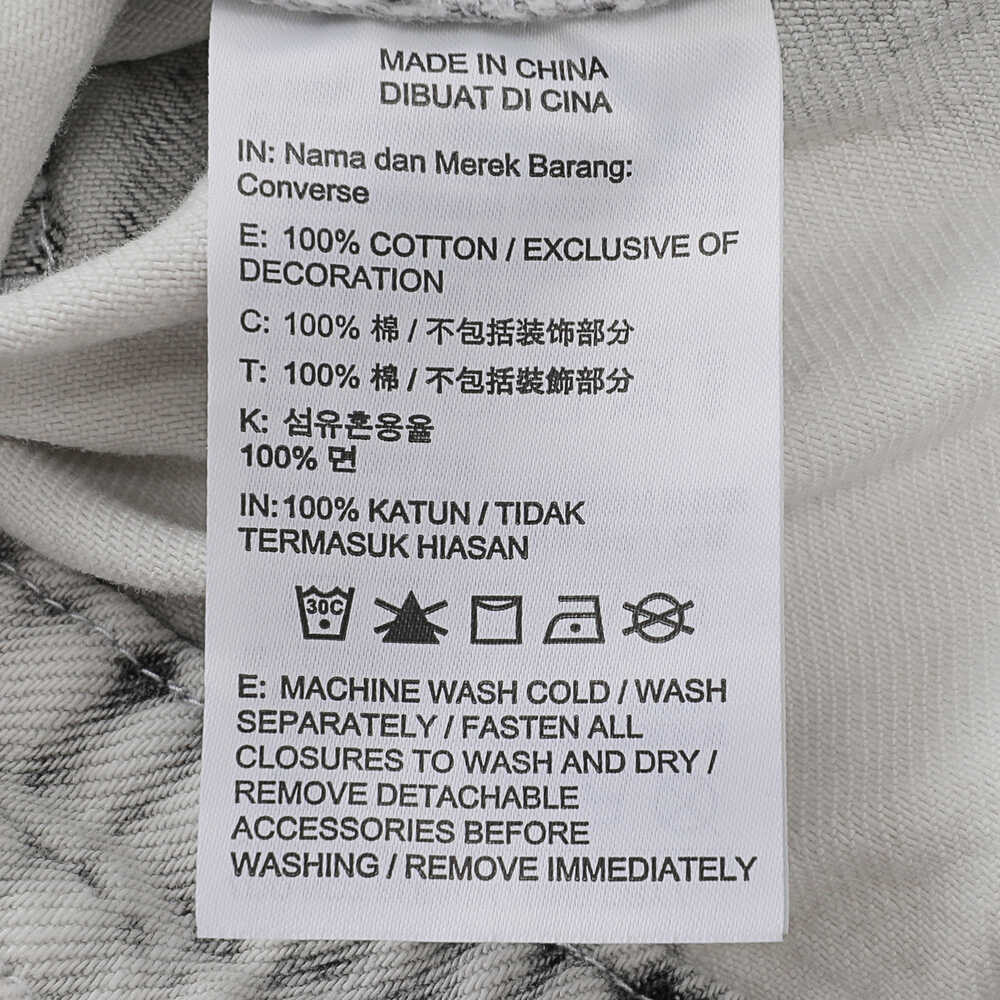 MADE IN CHINA
DIBUAT DI CINA
IN: Nama dan Merek Barang:
Converse
E: 100% COTTON / EXCLUSIVE OF
DECORATION
C: 100% 棉 / 不包括装饰部分
T: 100% 棉 / 不包括裝飾部分
K: 섬유혼용율
100% 면
IN:100% KATUN / TIDAK
TERMASUK HIASAN
30C
E: MACHINE WASH COLD / WASH
SEPARATELY / FASTEN ALL
CLOSURES TO WASH AND DRY /
REMOVE DETACHABLE
ACCESSORIES BEFORE
WASHING / REMOVE IMMEDIATELY